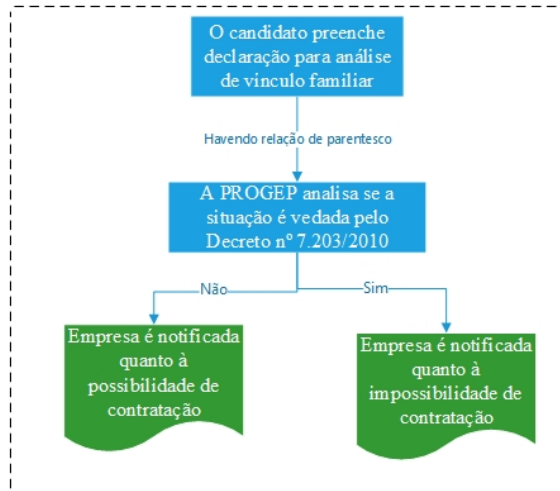 O candidato preenche
declaração para análise
de vínculo familiar
Havendo relação de parentesco
A PROGEP analisa se a
situação é vedada pelo
Decreto nº 7.203/2010
Não
Sim
Empresa é notificada
quanto à
possibilidade de
contratação
Empresa é notificada
quanto à
impossibilidade de
contratação